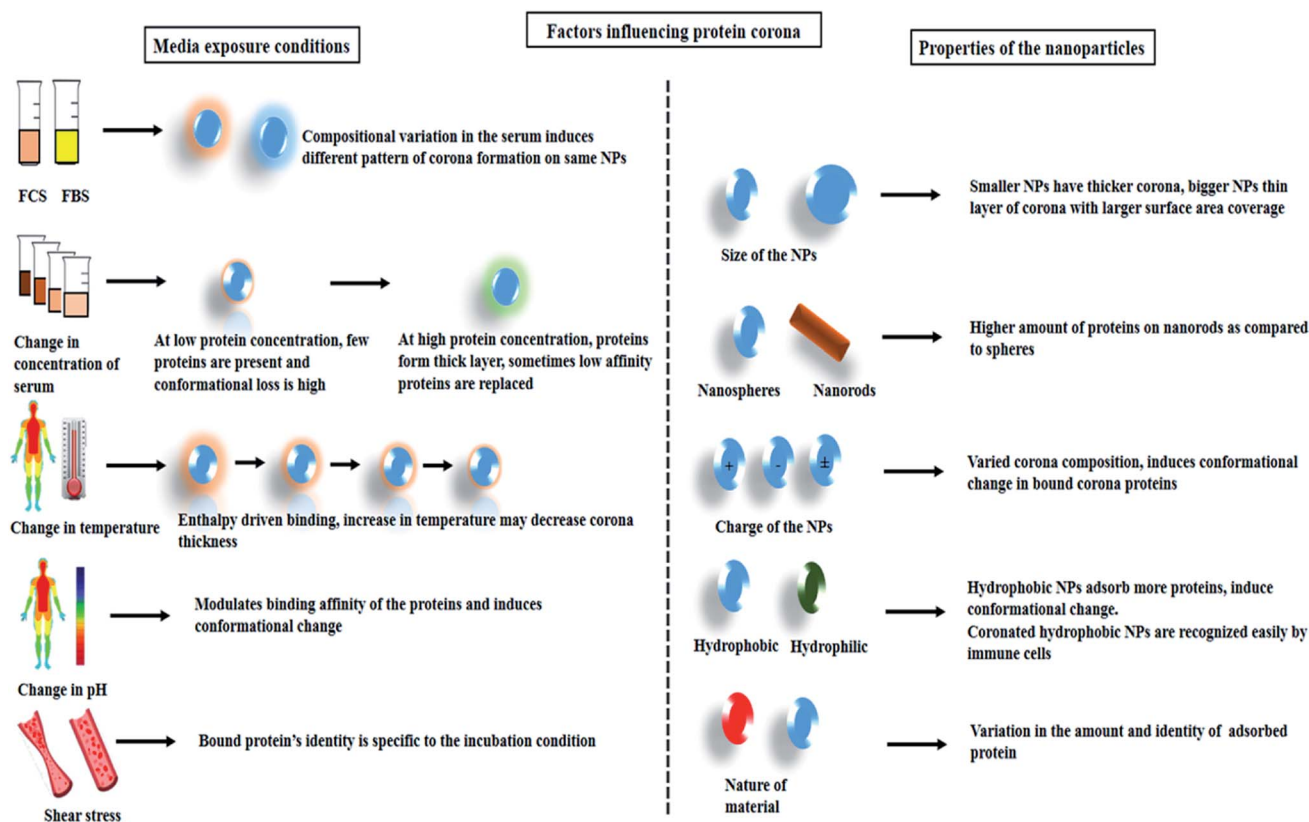 Factors influencing protein corona
Media exposure conditions
FCS FBS
Compositional variation in the serum induces
different pattern of corona formation on same NPs
Change in
concentration of
serum
At low protein concentration, few
proteins are present and
conformational loss is high
At high protein concentration, proteins
form thick layer, sometimes low affinity
proteins are replaced
Change in temperature
Enthalpy driven binding, increase in temperature may decrease corona
thickness
Change in pH
Modulates binding affinity of the proteins and induces
conformational change
Shear stress
Bound protein's identity is specific to the incubation condition
Properties of the nanoparticles
Size of the NPs
Smaller NPs have thicker corona, bigger NPs thin
layer of corona with larger surface area coverage
Nanospheres Nanorods
Higher amount of proteins on nanorods as compared
to spheres
+ - ±
Charge of the NPs
Varied corona composition, induces conformational
change in bound corona proteins
Hydrophobic Hydrophilic
Hydrophobic NPs adsorb more proteins, induce
conformational change.
Coronated hydrophobic NPs are recognized easily by
immune cells
Nature of
material
Variation in the amount and identity of adsorbed
protein